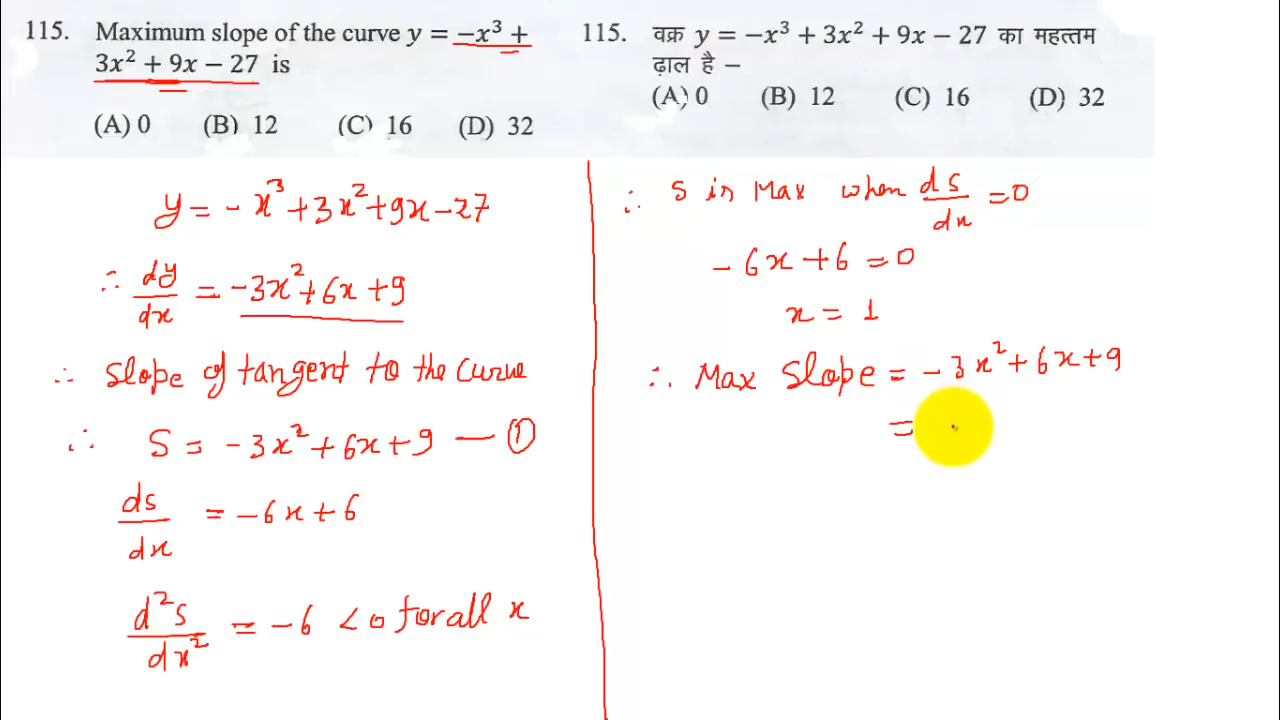 115. Maximum slope of the curve y = −x³ +
3x² + 9x − 27 is
(A) 0 (B) 12 (C) 16 (D) 32
115. वक्र y = −x³ + 3x² + 9x − 27 का महत्तम
ढ़ाल है −
(A) 0 (B) 12 (C) 16 (D) 32
y = - x³ + 3x² + 9x - 27
∴ dy/dx = -3x² + 6x + 9
∴ slope of tangent to the curve
∴ S = -3x² + 6x + 9 — ①
ds/dx = -6x + 6
d²s/dx² = -6 < 0 for all x
∴ S is Max when ds/dx = 0
- 6x + 6 = 0
x = 1
∴ Max slope = -3x² + 6x + 9
=